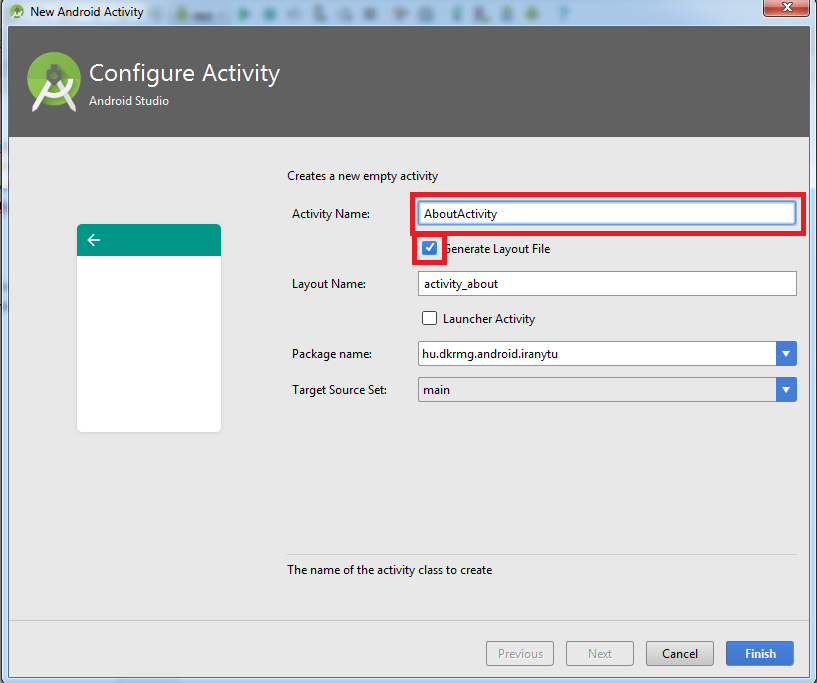 New Android Activity
Configure Activity
Android Studio
Creates a new empty activity
Activity Name: AboutActivity
Generate Layout File
Layout Name: activity_about
Launcher Activity
Package name: hu.dkrmg.android.iranytu
Target Source Set: main
The name of the activity class to create
Previous Next Cancel Finish